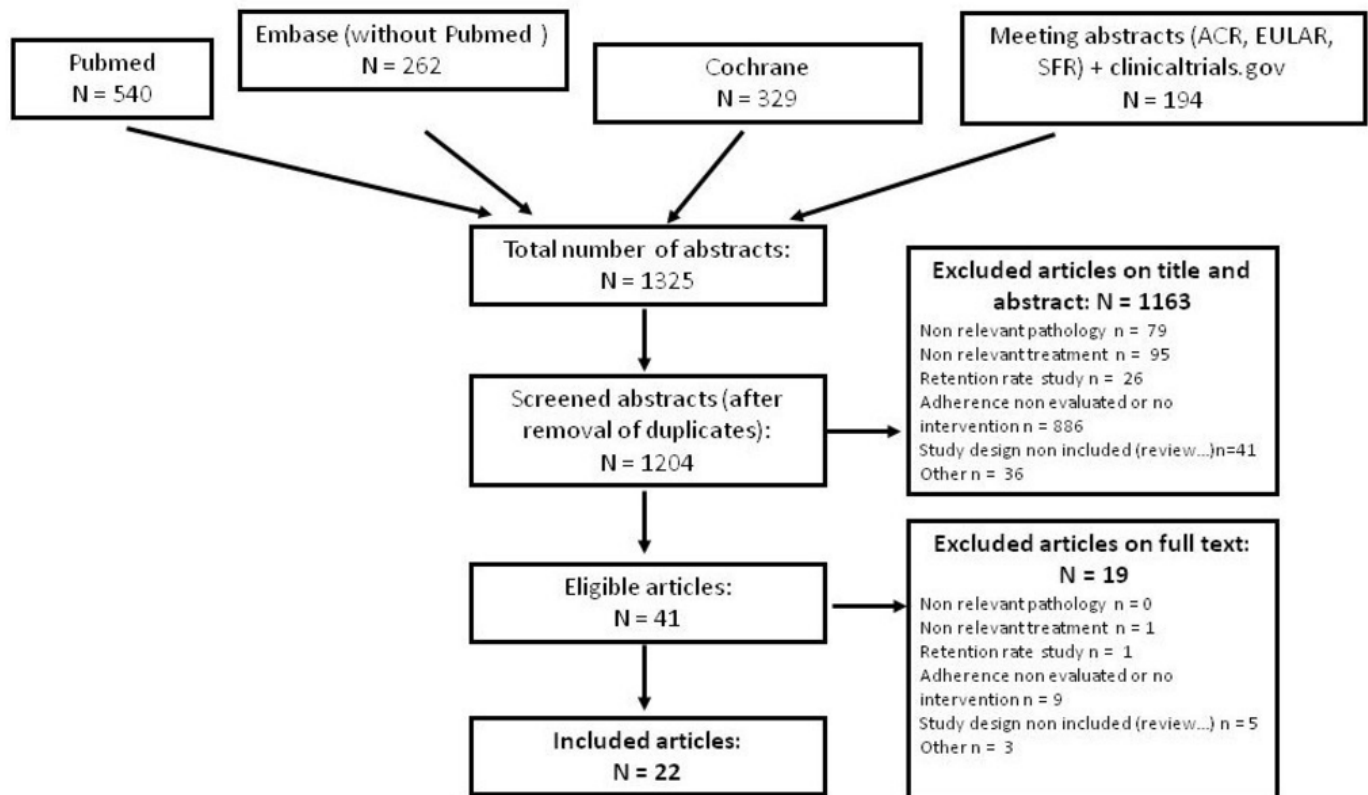 Pubmed
N = 540
Embase (without Pubmed )
N = 262
Cochrane
N = 329
Meeting abstracts (ACR, EULAR,
SFR) + clinicaltrials.gov
N = 194
Total number of abstracts:
N = 1325
Excluded articles on title and
abstract: N = 1163
Non relevant pathology n = 79
Non relevant treatment n = 95
Retention rate study n = 26
Adherence non evaluated or no
intervention n = 886
Study design non included (review...)n=41
Other n = 36
Screened abstracts (after
removal of duplicates):
N = 1204
Eligible articles:
N = 41
Excluded articles on full text:
N = 19
Non relevant pathology n = 0
Non relevant treatment n = 1
Retention rate study n = 1
Adherence non evaluated or no
intervention n = 9
Study design non included (review...) n = 5
Other n = 3
Included articles:
N = 22